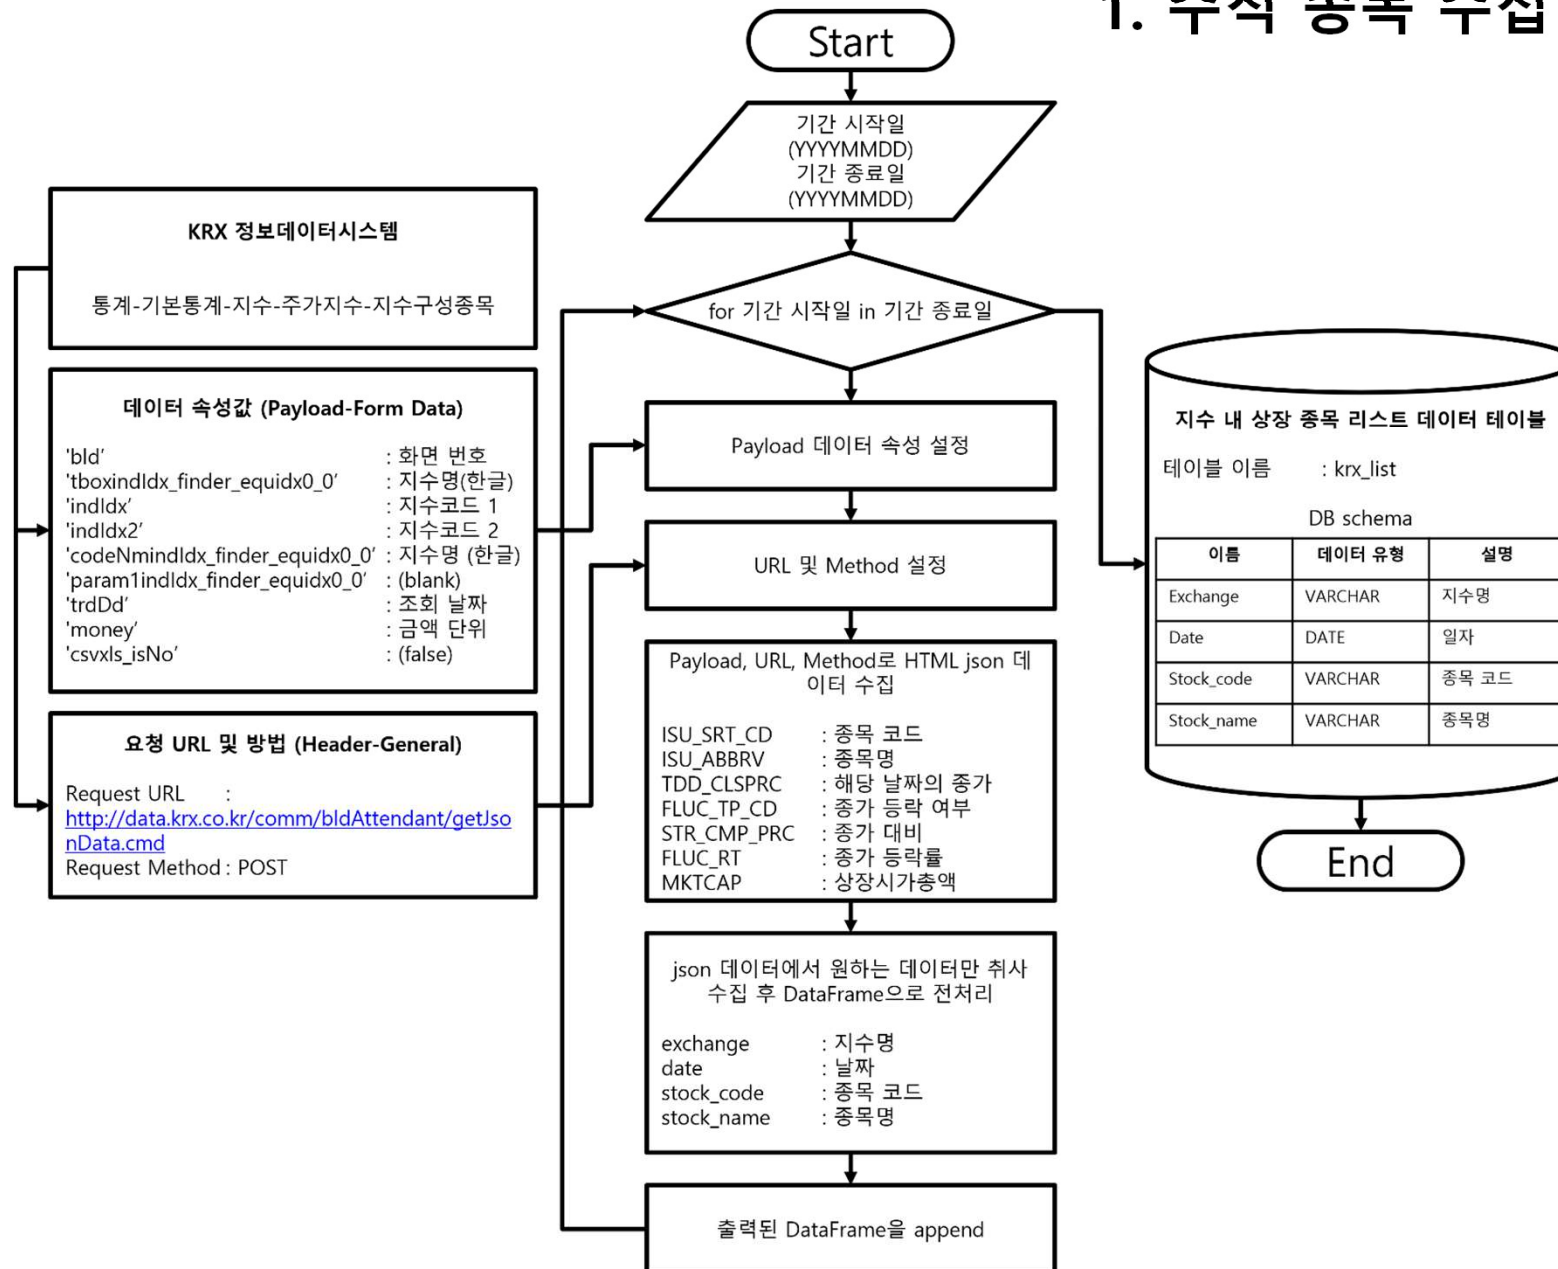 1. 주식 종목 수집
Start
기간 시작일
(YYYYMMDD)
기간 종료일
(YYYYMMDD)
for 기간 시작일 in 기간 종료일
KRX 정보데이터시스템
통계-기본통계-지수-주가지수-지수구성종목
데이터 속성값 (Payload-Form Data)
'bld' : 화면 번호
'tboxindIdx_finder_equidx0_0' : 지수명(한글)
'indIdx' : 지수코드 1
'indIdx2' : 지수코드 2
'codeNmindIdx_finder_equidx0_0' : 지수명 (한글)
'param1indIdx_finder_equidx0_0' : (blank)
'trdDd' : 조회 날짜
'money' : 금액 단위
'csvxls_isNo' : (false)
요청 URL 및 방법 (Header-General)
Request URL :
http://data.krx.co.kr/comm/bldAttendant/getJso
nData.cmd
Request Method : POST
Payload 데이터 속성 설정
URL 및 Method 설정
Payload, URL, Method로 HTML json 데
이터 수집
ISU_SRT_CD : 종목 코드
ISU_ABBRV : 종목명
TDD_CLSPRC : 해당 날짜의 종가
FLUC_TP_CD : 종가 등락 여부
STR_CMP_PRC : 종가 대비
FLUC_RT : 종가 등락률
MKTCAP : 상장시가총액
json 데이터에서 원하는 데이터만 취사
수집 후 DataFrame으로 전처리
exchange : 지수명
date : 날짜
stock_code : 종목 코드
stock_name : 종목명
출력된 DataFrame을 append
지수 내 상장 종목 리스트 데이터 테이블
테이블 이름 : krx_list
DB schema
이름 데이터 유형 설명
Exchange VARCHAR 지수명
Date DATE 일자
Stock_code VARCHAR 종목 코드
Stock_name VARCHAR 종목명
End